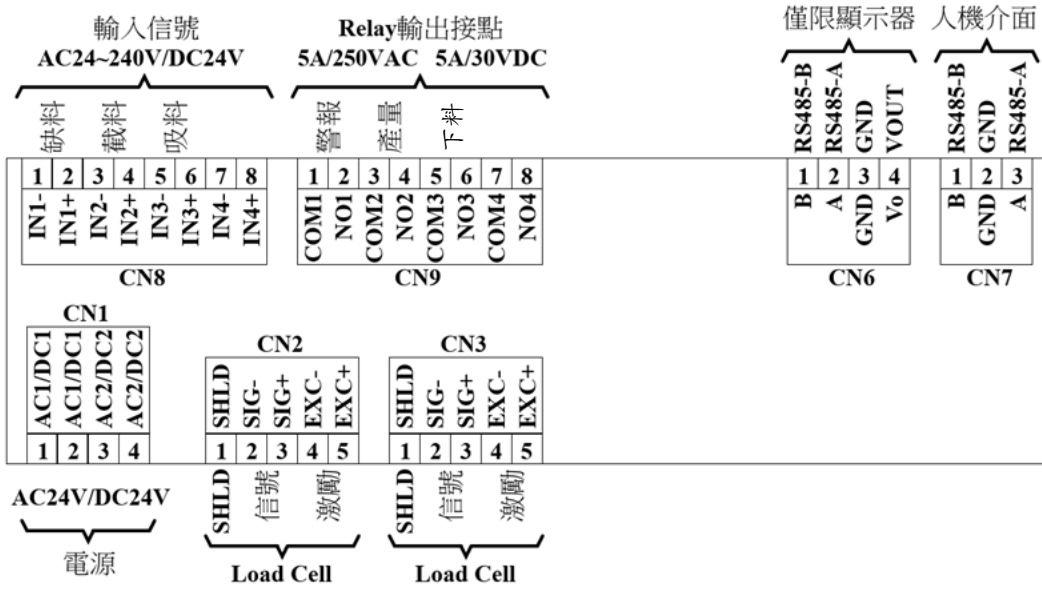 輸入信號
AC24~240V/DC24V
缺料 截料 吸料
1 2 3 4 5 6 7 8
IN1- IN1+ IN2- IN2+ IN3- IN3+ IN4- IN4+
CN8
Relay輸出接點
5A/250VAC 5A/30VDC
警報 產量 下料
1 2 3 4 5 6 7 8
COM1 NO1 COM2 NO2 COM3 NO3 COM4 NO4
CN9
僅限顯示器
RS485-B RS485-A GND VOUT
1 2 3 4
B A GND Vo
CN6
人機介面
RS485-B GND RS485-A
1 2 3
B GND A
CN7
CN1
AC1/DC1 AC1/DC1 AC2/DC2 AC2/DC2
1 2 3 4
AC24V/DC24V
電源
CN2
SHLD SIG- SIG+ EXC- EXC+
1 2 3 4 5
SHLD 信號 激勵
Load Cell
CN3
SHLD SIG- SIG+ EXC- EXC+
1 2 3 4 5
SHLD 信號 激勵
Load Cell